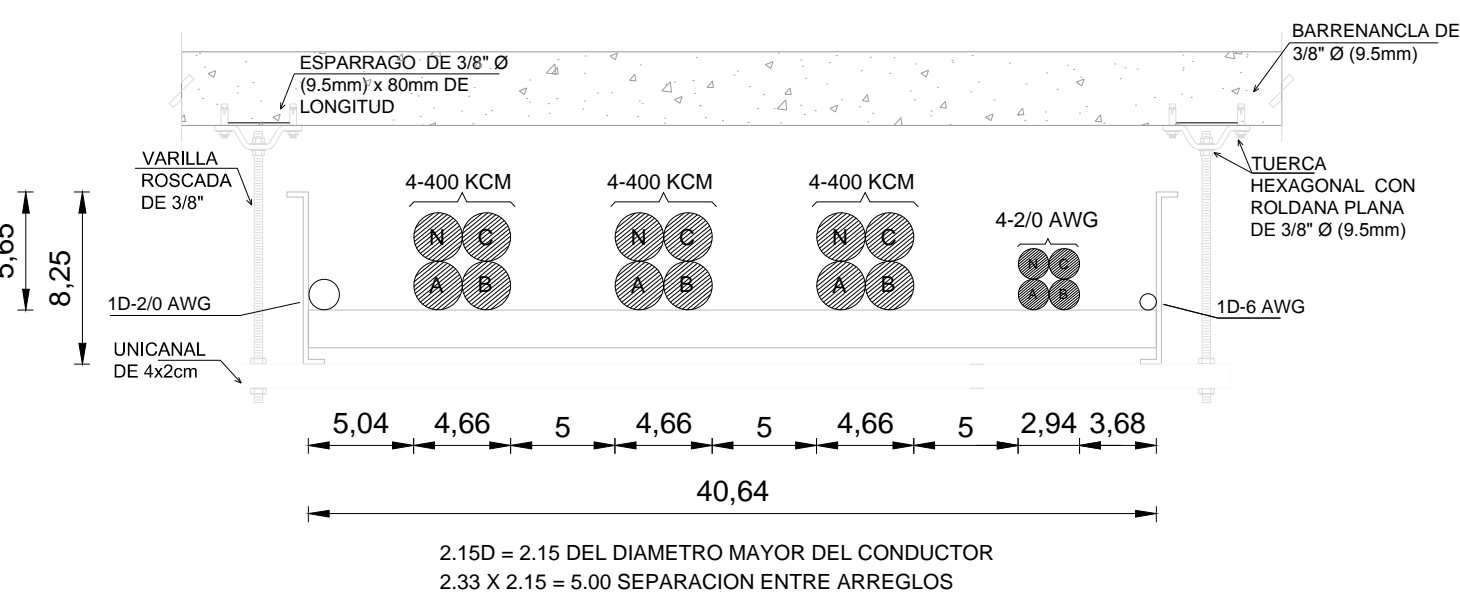 BARRENANCLA DE
3/8" Ø (9.5mm)
ESPARRAGO DE 3/8" Ø
(9.5mm) x 80mm DE
LONGITUD
VARILLA
ROSCADA
DE 3/8"
4-400 KCM
4-400 KCM
4-400 KCM
4-2/0 AWG
TUERCA
HEXAGONAL CON
ROLDANA PLANA
DE 3/8" Ø (9.5mm)
5,65
8,25
N C
A B
N C
A B
N C
A B
N C
A B
1D-2/0 AWG
1D-6 AWG
UNICANAL
DE 4x2cm
5,04 4,66 5 4,66 5 4,66 5 2,94 3,68
40,64
2.15D = 2.15 DEL DIAMETRO MAYOR DEL CONDUCTOR
2.33 X 2.15 = 5.00 SEPARACION ENTRE ARREGLOS